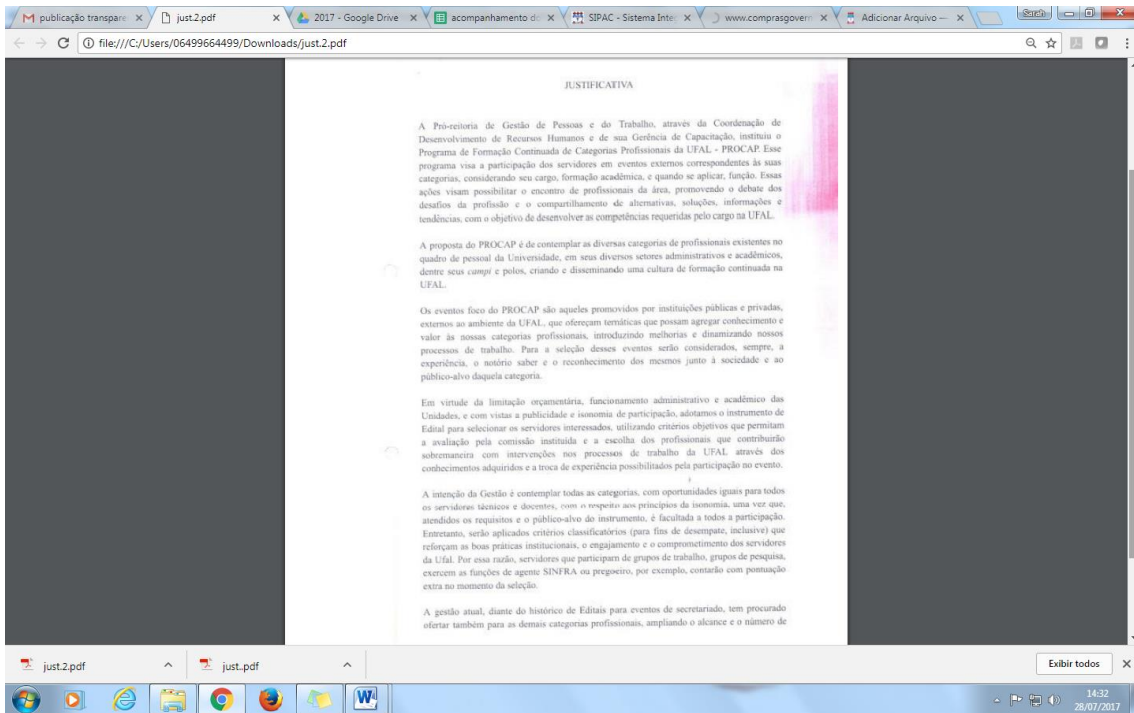 publicação transpare
just.2.pdf
2017 - Google Drive
acompanhamento d
SIPAC - Sistema Inte
www.comprasgovern
Adicionar Arquivo —
Sarah
file:///C:/Users/06499664499/Downloads/just.2.pdf
JUSTIFICATIVA
A Pró-reitoria de Gestão de Pessoas e do Trabalho, através da Coordenação de
Desenvolvimento de Recursos Humanos e de sua Gerência de Capacitação, instituiu o
Programa de Formação Continuada de Categorias Profissionais da UFAL - PROCAP. Esse
programa visa a participação dos servidores em eventos externos correspondentes às suas
categorias, considerando seu cargo, formação acadêmica, e quando se aplicar, função. Essas
ações visam possibilitar o encontro de profissionais da área, promovendo o debate dos
desafios da profissão e o compartilhamento de alternativas, soluções, informações e
tendências, com o objetivo de desenvolver as competências requeridas pelo cargo na UFAL.
A proposta do PROCAP é de contemplar as diversas categorias de profissionais existentes no
quadro de pessoal da Universidade, em seus diversos setores administrativos e acadêmicos,
dentre seus campi e polos, criando e disseminando uma cultura de formação continuada na
UFAL.
Os eventos foco do PROCAP são aqueles promovidos por instituições públicas e privadas,
externos ao ambiente da UFAL, que ofereçam temáticas que possam agregar conhecimento e
valor às nossas categorias profissionais, introduzindo melhorias e dinamizando nossos
processos de trabalho. Para a seleção desses eventos serão considerados, sempre, a
experiência, o notório saber e o reconhecimento dos mesmos junto à sociedade e ao
público-alvo daquela categoria.
Em virtude da limitação orçamentária, funcionamento administrativo e acadêmico das
Unidades, e com vistas a publicidade e isonomia de participação, adotamos o instrumento de
Edital para selecionar os servidores interessados, utilizando critérios objetivos que permitam
a avaliação pela comissão instituída e a escolha dos profissionais que contribuirão
sobremaneira com intervenções nos processos de trabalho da UFAL através dos
conhecimentos adquiridos e a troca de experiência possibilitados pela participação no evento.
A intenção da Gestão é contemplar todas as categorias, com oportunidades iguais para todos
os servidores técnicos e docentes, com o respeito aos princípios da isonomia, uma vez que,
atendidos os requisitos e o público-alvo do instrumento, é facultada a todos a participação.
Entretanto, serão aplicados critérios classificatórios (para fins de desempate, inclusive) que
reforçam as boas práticas institucionais, o engajamento e o comprometimento dos servidores
da Ufal. Por essa razão, servidores que participam de grupos de trabalho, grupos de pesquisa,
exercem as funções de agente SINFRA ou pregoeiro, por exemplo, contarão com pontuação
extra no momento da seleção.
A gestão atual, diante do histórico de Editais para eventos de secretariado, tem procurado
ofertar também para as demais categorias profissionais, ampliando o alcance e o número de
just.2.pdf
just..pdf
Exibir todos
14:32
28/07/2017